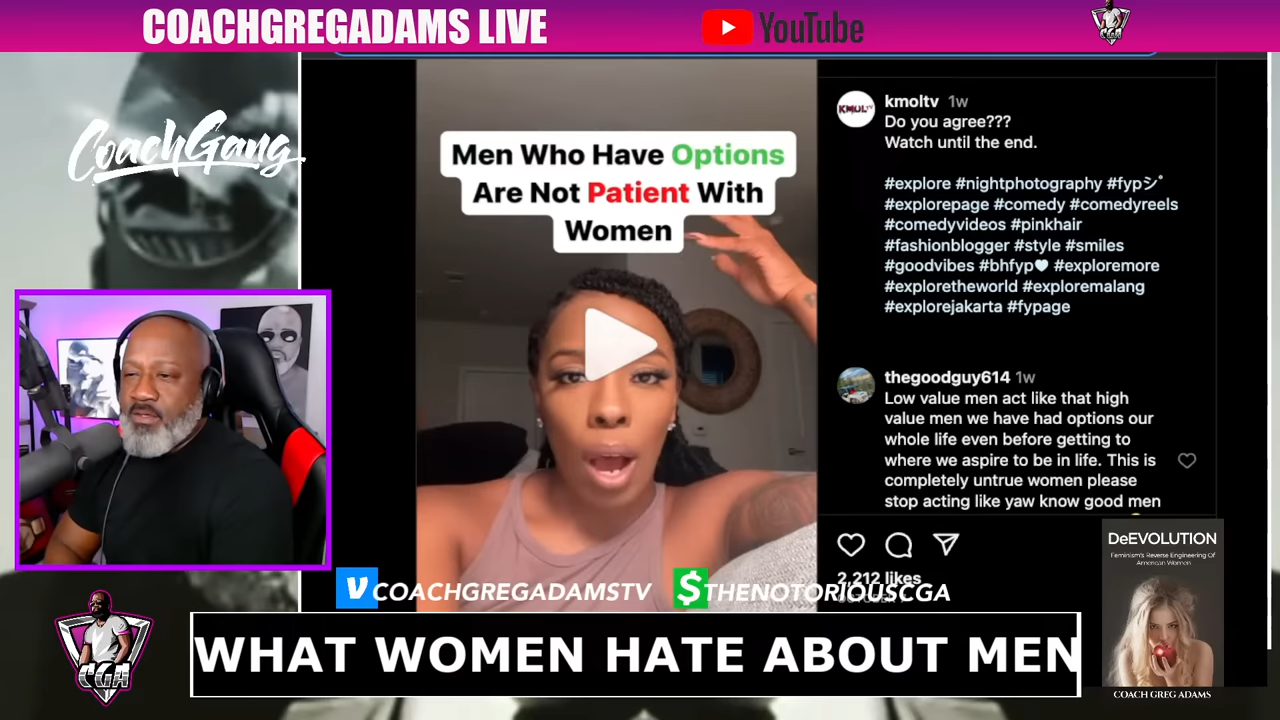 COACHGREGADAMS LIVE
YouTube
CGA
CoachGang
Men Who Have Options
Are Not Patient With
Women
KMOLTV
kmoltv 1w
Do you agree???
Watch until the end.
#explore #nightphotography #fypシ゚
#explorepage #comedy #comedyreels
#comedyvideos #pinkhair
#fashionblogger #style #smiles
#goodvibes #bhfyp🖤 #exploremore
#exploretheworld #exploremalang
#explorejakarta #fypage
thegoodguy614 1w
Low value men act like that high
value men we have had options our
whole life even before getting to
where we aspire to be in life. This is
completely untrue women please
stop acting like yaw know good men
2,212 likes
V COACHGREGADAMSTV $ THENOTORIOUSCGA
CGA
WHAT WOMEN HATE ABOUT MEN
DeEVOLUTION
Feminism's Reverse Engineering Of
American Women
COACH GREG ADAMS